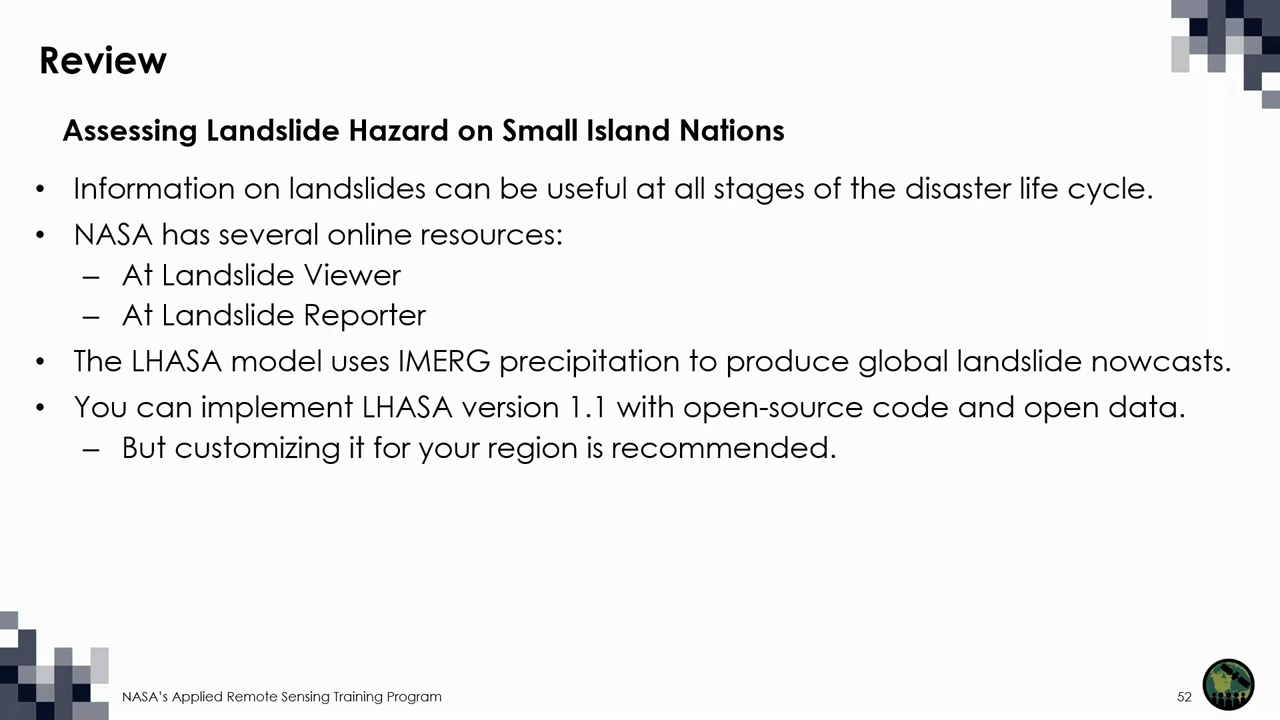 Review
Assessing Landslide Hazard on Small Island Nations
• Information on landslides can be useful at all stages of the disaster life cycle.
• NASA has several online resources:
– At Landslide Viewer
– At Landslide Reporter
• The LHASA model uses IMERG precipitation to produce global landslide nowcasts.
• You can implement LHASA version 1.1 with open-source code and open data.
– But customizing it for your region is recommended.
NASA's Applied Remote Sensing Training Program
52